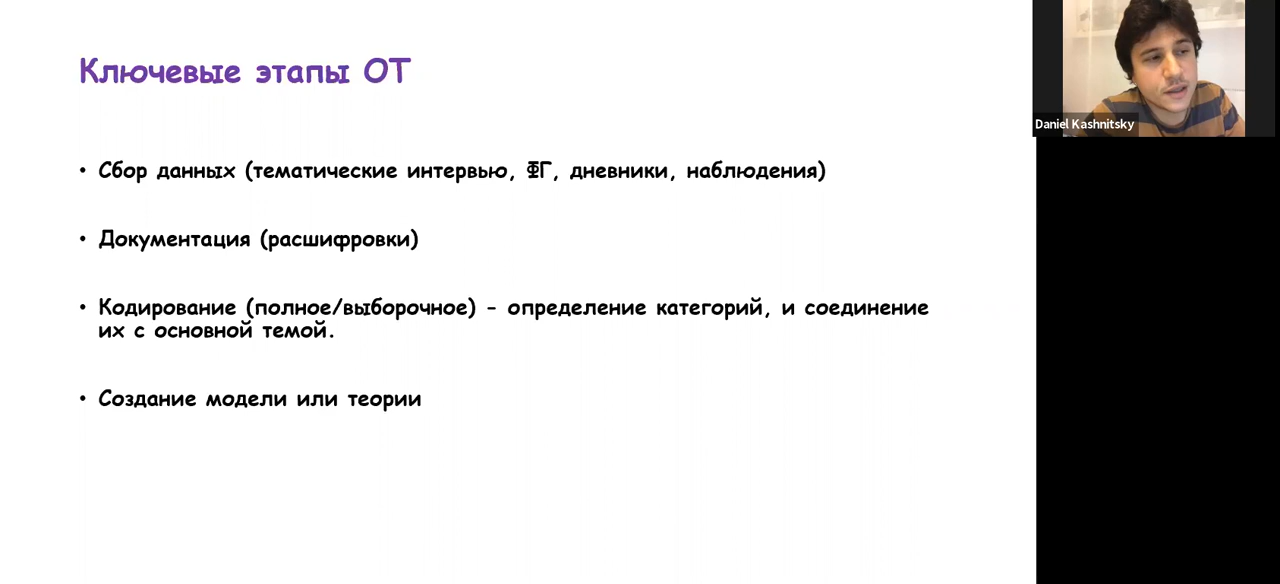 Ключевые этапы ОТ
Daniel Kashnitsky
• Сбор данных (тематические интервью, ФГ, дневники, наблюдения)
• Документация (расшифровки)
• Кодирование (полное/выборочное) - определение категорий, и соединение
их с основной темой.
• Создание модели или теории